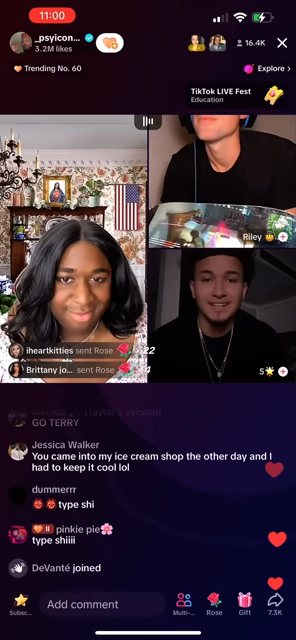 11:00
_psyicon...
3.2M likes
16.4K
Trending No. 60
Explore >
TikTok LIVE Fest
Education
Riley
iheartkitties sent Rose
22
Brittany jo... sent Rose
5
GO TERRY
Jessica Walker
You came into my ice cream shop the other day and I
had to keep it cool lol
dummerrr
type shi
II pinkie pie
type shiiii
DeVanté joined
Subsc...
Add comment
Multi-...
Rose
Gift
7.3K